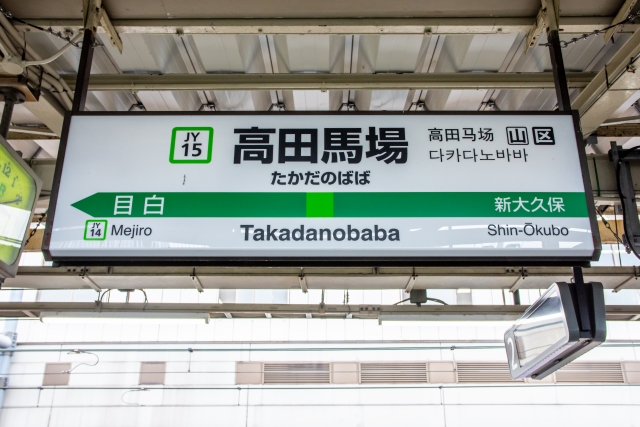 JY
15
高田馬場
高田马场 山 区
다카다노바바
たかだのばば
目白
新大久保
JY
14
Mejiro
Takadanobaba
Shin-Ōkubo